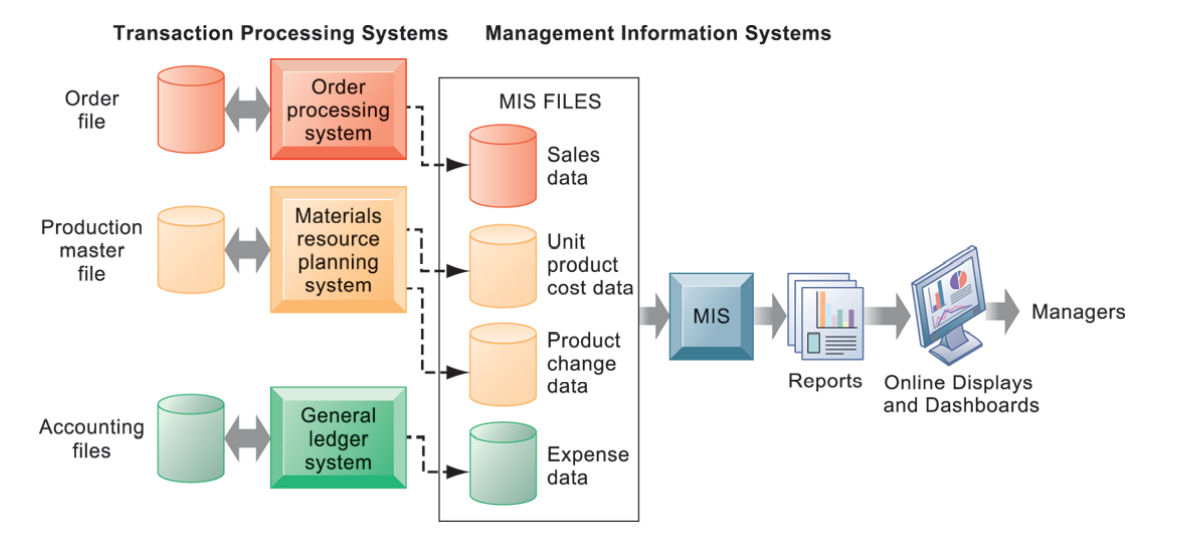 Transaction Processing Systems
Management Information Systems
Order
file
Order
processing
system
MIS FILES
Sales
data
Production
master
file
Materials
resource
planning
system
Unit
product
cost data
Product
change
data
Accounting
files
General
ledger
system
Expense
data
MIS
Reports
Online Displays
and Dashboards
Managers